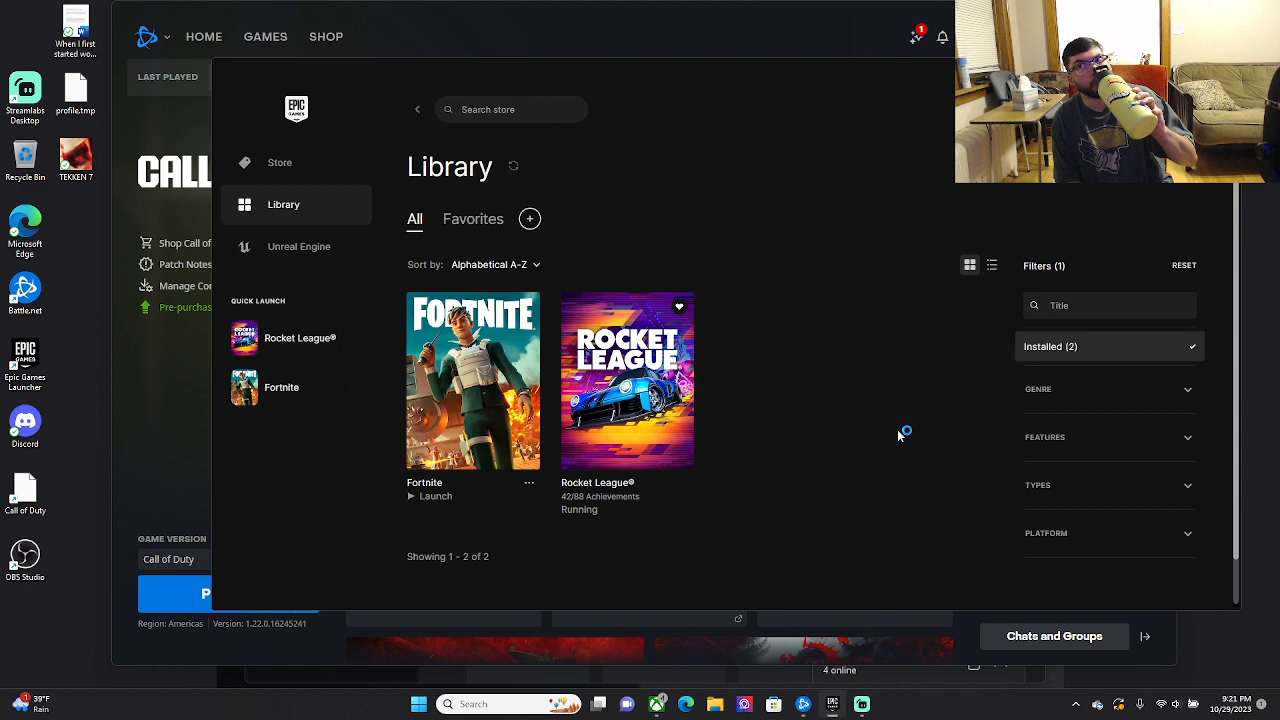 When I first
started wr...
Streamlabs
Desktop
profile.tmp
Recycle Bin
TEKKEN 7
Microsoft
Edge
Battle.net
Epic Games
Launcher
Discord
Call of Duty
OBS Studio
HOME
GAMES
SHOP
1
LAST PLAYED
CALL
Shop Call of
Patch Notes
Manage Con
Pre-purchas
GAME VERSION
Call of Duty
P
Region: Americas
Version: 1.22.0.16245241
EPIC
GAMES
Search store
Store
Library
Unreal Engine
QUICK LAUNCH
Rocket League®
Fortnite
Library
All
Favorites
Sort by: Alphabetical A-Z
FORTNITE
Fortnite
Launch
ROCKET
LEAGUE
Rocket League®
42/88 Achievements
Running
Showing 1 - 2 of 2
Filters (1)
RESET
Title
Installed (2)
GENRE
FEATURES
TYPES
PLATFORM
Chats and Groups
4 online
39°F
Rain
Search
4
EPIC
GAMES
9:21 PM
10/29/2023